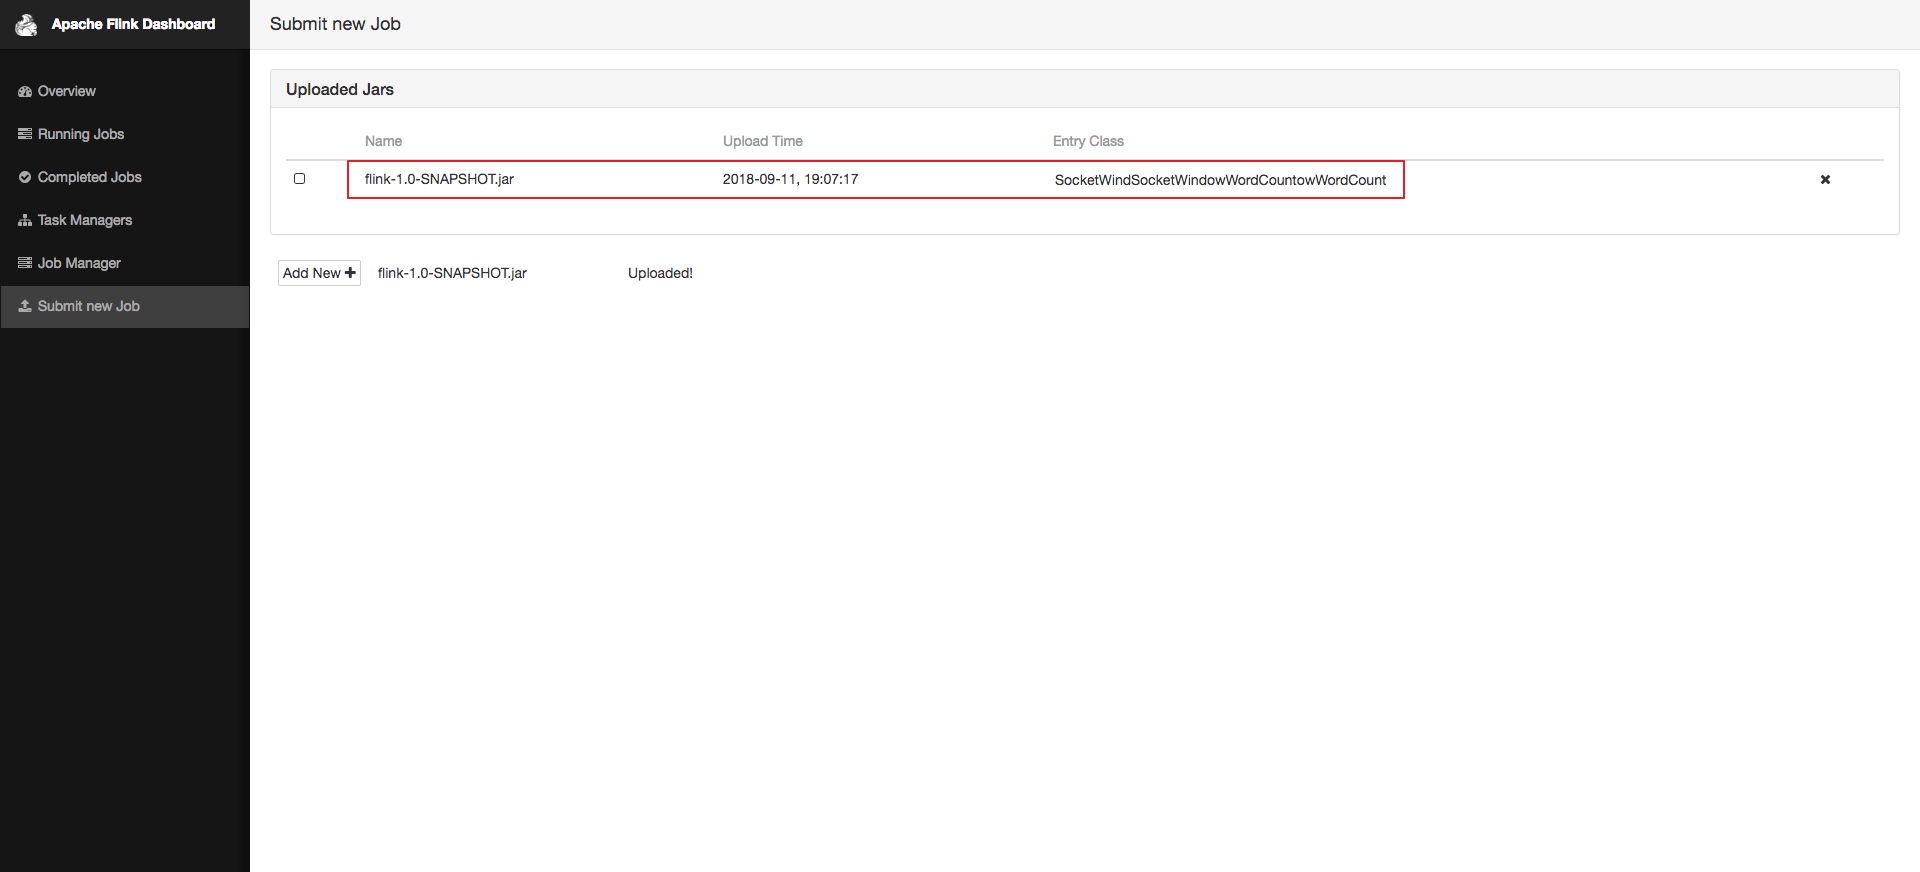 Apache Flink Dashboard
Submit new Job
Overview
Running Jobs
Completed Jobs
Task Managers
Job Manager
Submit new Job
Uploaded Jars
Name Upload Time Entry Class
flink-1.0-SNAPSHOT.jar 2018-09-11, 19:07:17 SocketWindSocketWindowWordCountowWordCount
Add New flink-1.0-SNAPSHOT.jar Uploaded!